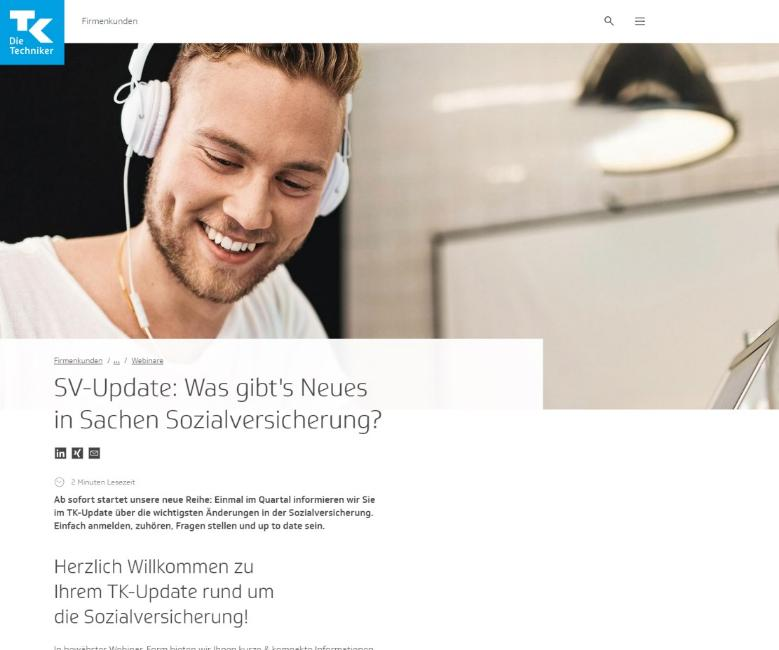 TK
Die
Techniker
Firmenkunden
Firmenkunden / ... / Webinare
SV-Update: Was gibt's Neues
in Sachen Sozialversicherung?
in
2 Minuten Lesezeit
Ab sofort startet unsere neue Reihe: Einmal im Quartal informieren wir Sie
im TK-Update über die wichtigsten Änderungen in der Sozialversicherung.
Einfach anmelden, zuhören, Fragen stellen und up to date sein.
Herzlich Willkommen zu
Ihrem TK-Update rund um
die Sozialversicherung!
In bewährter Webinar-Form bieten wir Ihnen kurze & kompakte Informationen